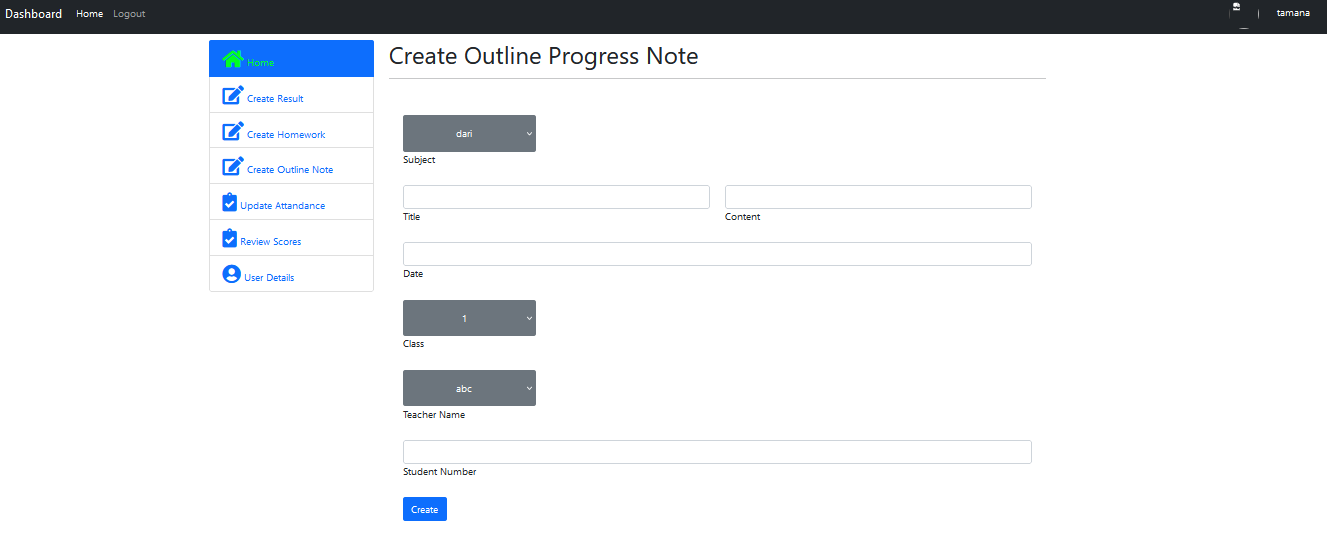 Dashboard Home Logout tamana
Home
Create Result
Create Homework
Create Outline Note
Update Attandance
Review Scores
User Details
Create Outline Progress Note
dari
Subject
Title Content
Date
1
Class
abc
Teacher Name
Student Number
Create